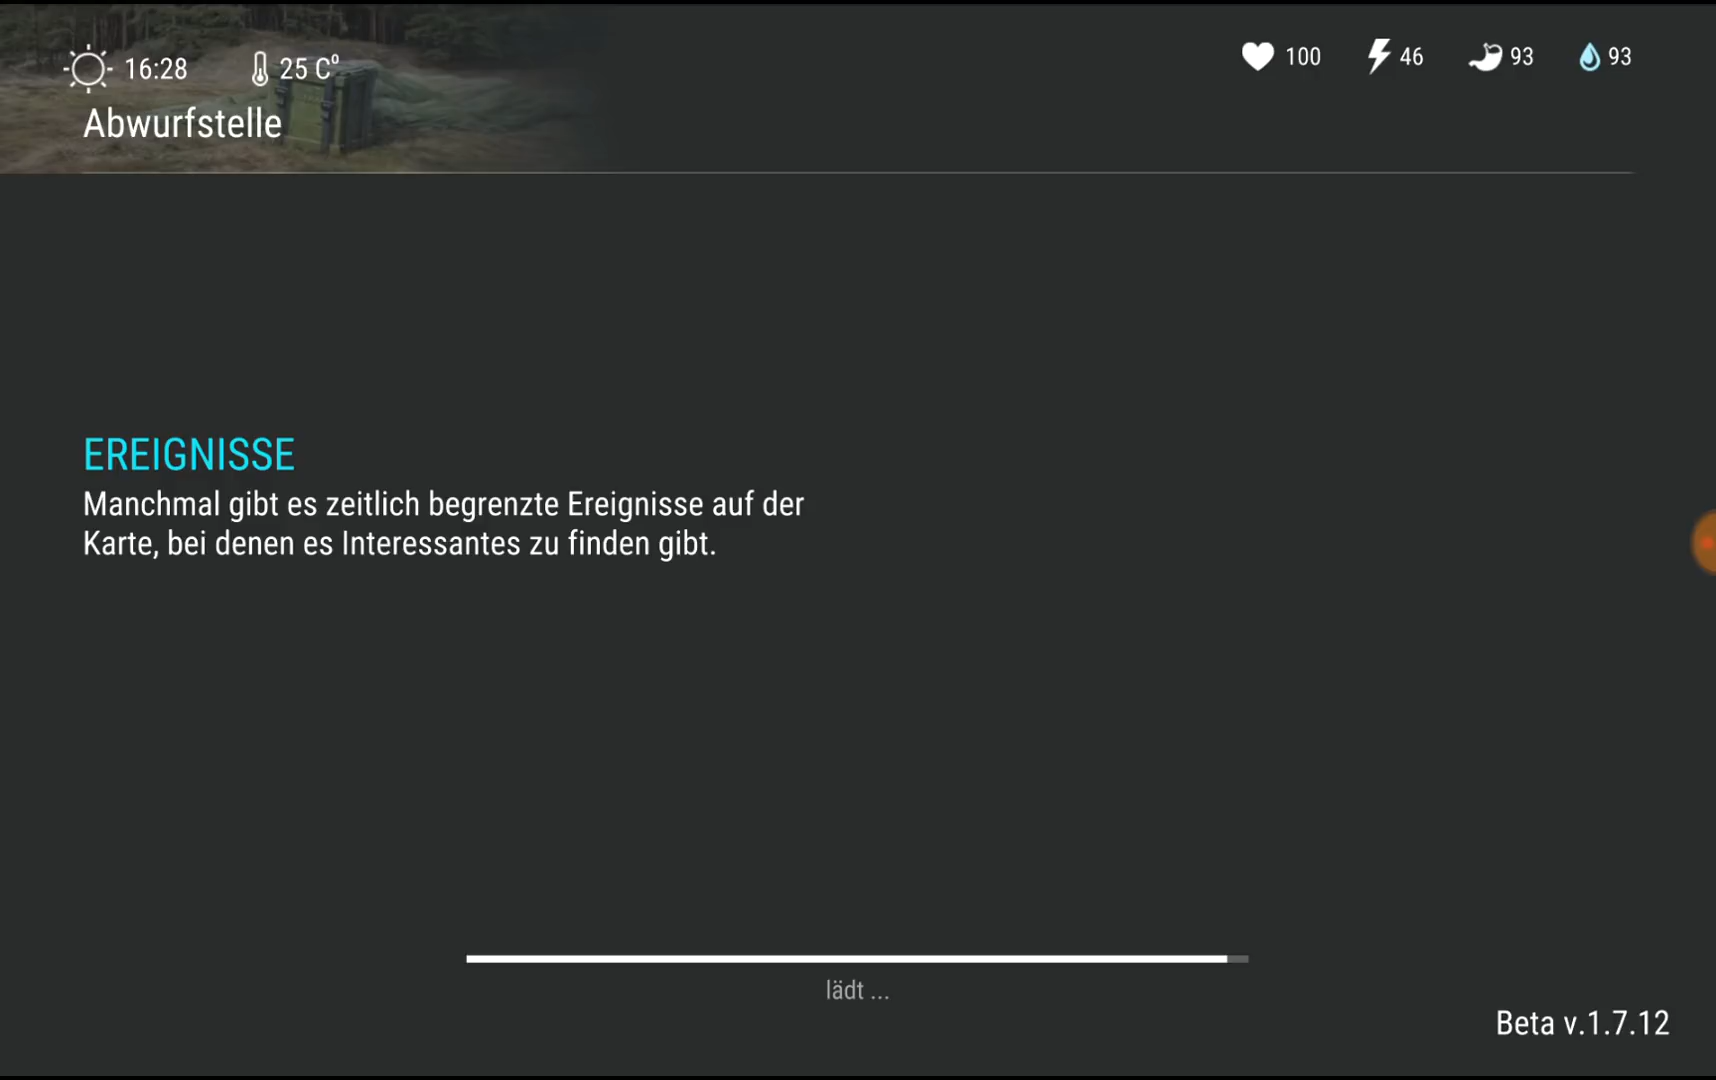 16:28 25 C°
100 46 93 93
Abwurfstelle
EREIGNISSE
Manchmal gibt es zeitlich begrenzte Ereignisse auf der
Karte, bei denen es Interessantes zu finden gibt.
lädt ...
Beta v.1.7.12